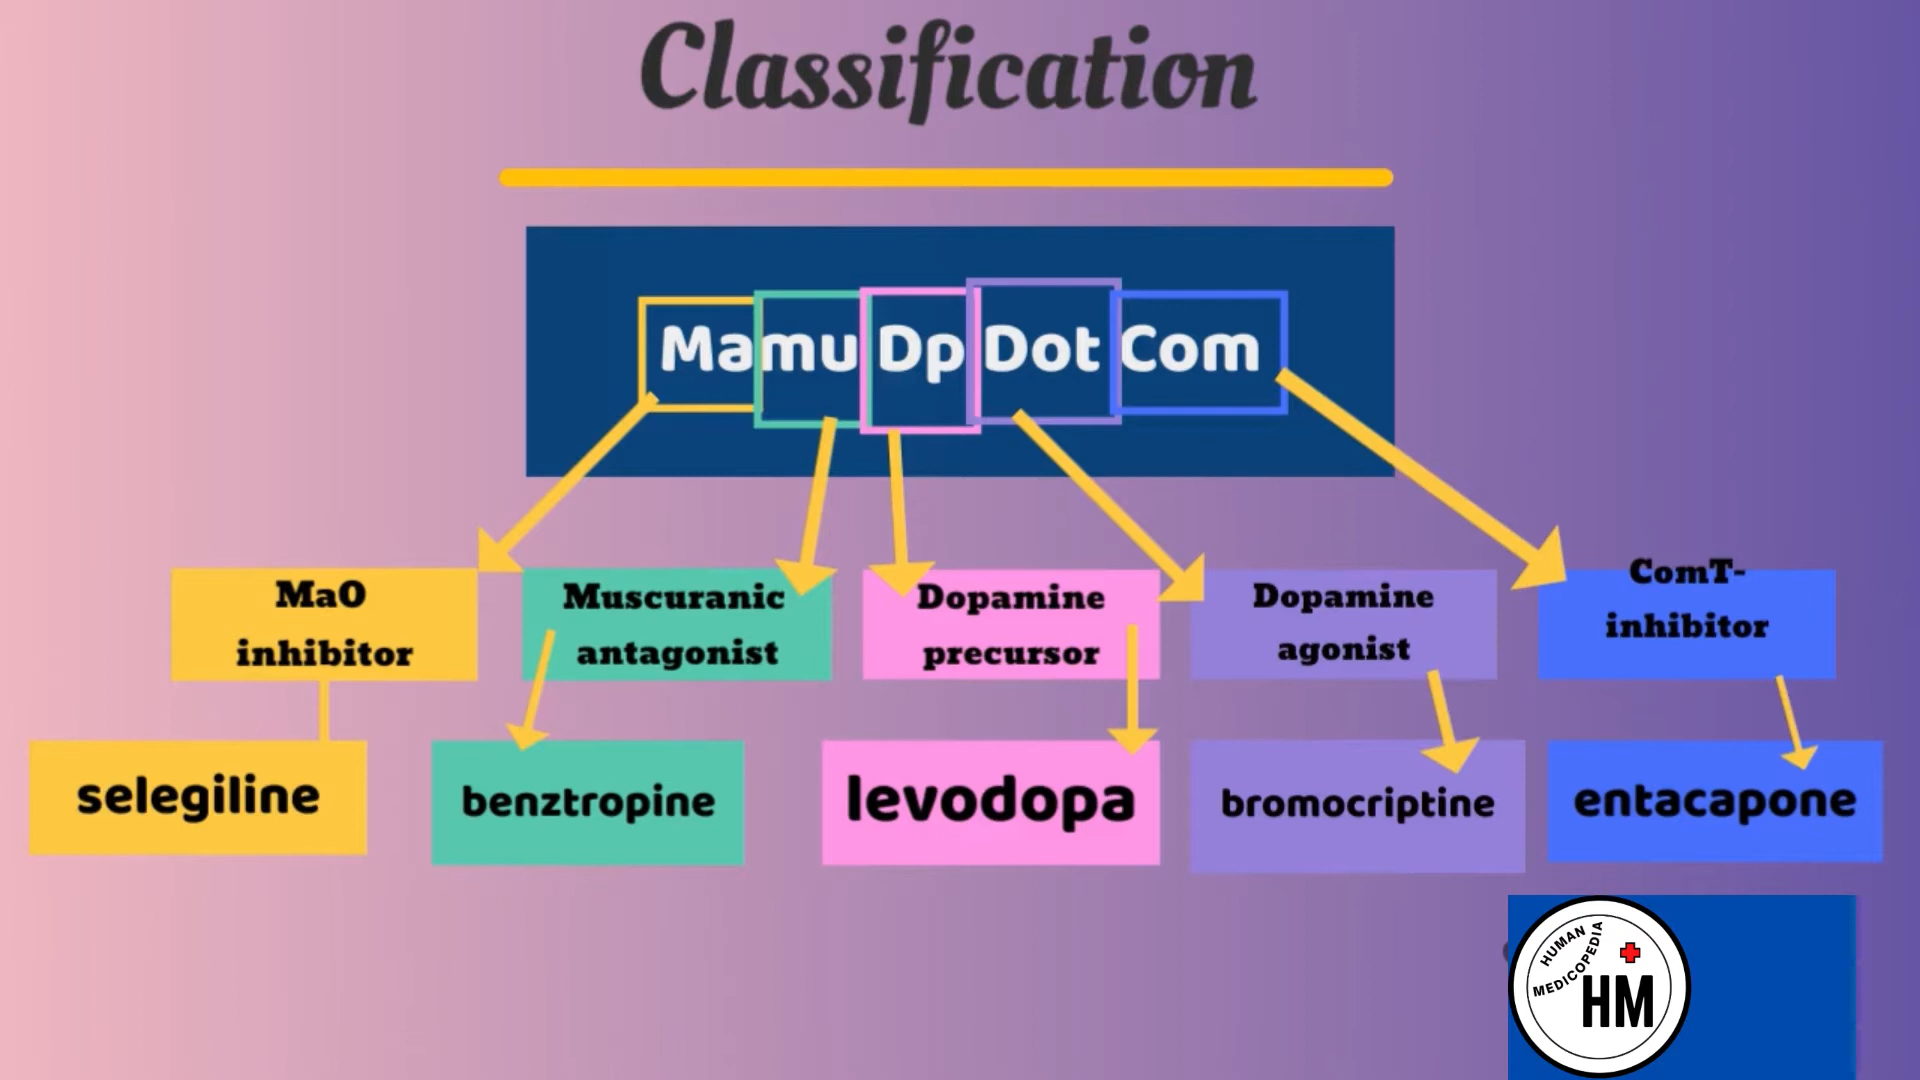 Classification
Mamu Dp Dot Com
MaO
inhibitor
Muscuranic
antagonist
Dopamine
precursor
Dopamine
agonist
ComT-
inhibitor
selegiline
benztropine
levodopa
bromocriptine
entacapone
HUMAN
MEDICOPEDIA
HM